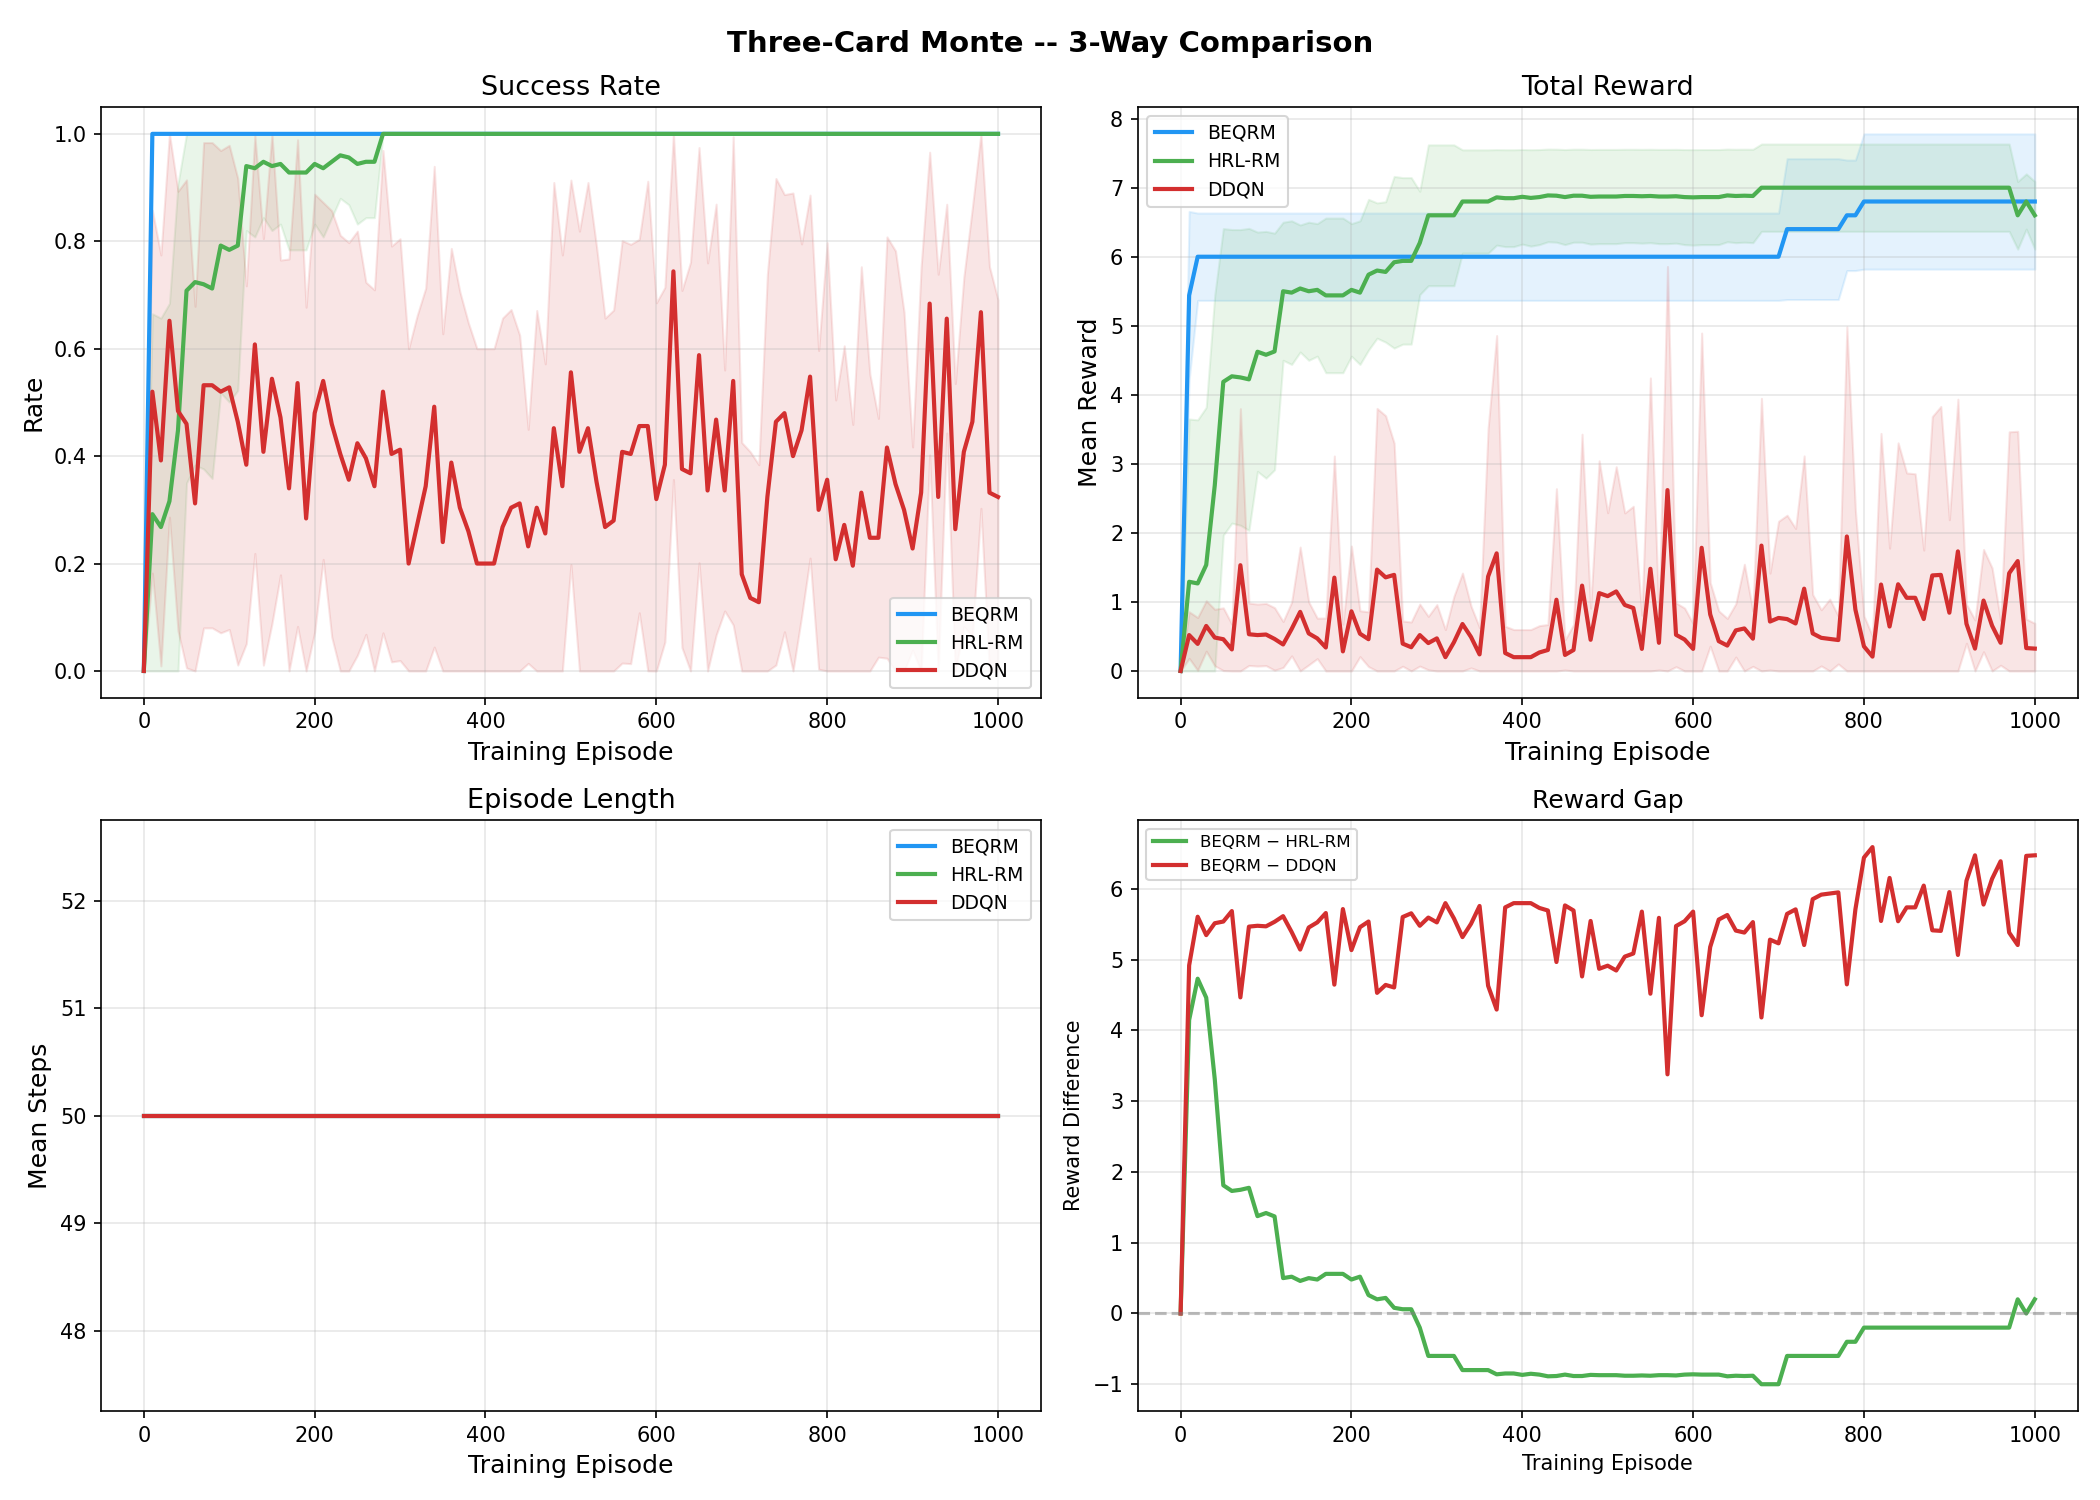 Three-Card Monte -- 3-Way Comparison
Success Rate
Rate
1.0
0.8
0.6
0.4
0.2
0.0
0 200 400 600 800 1000
Training Episode
BEQRM
HRL-RM
DDQN
Total Reward
Mean Reward
8
7
6
5
4
3
2
1
0
0 200 400 600 800 1000
Training Episode
BEQRM
HRL-RM
DDQN
Episode Length
Mean Steps
52
51
50
49
48
0 200 400 600 800 1000
Training Episode
BEQRM
HRL-RM
DDQN
Reward Gap
Reward Difference
6
5
4
3
2
1
0
−1
0 200 400 600 800 1000
Training Episode
BEQRM − HRL-RM
BEQRM − DDQN